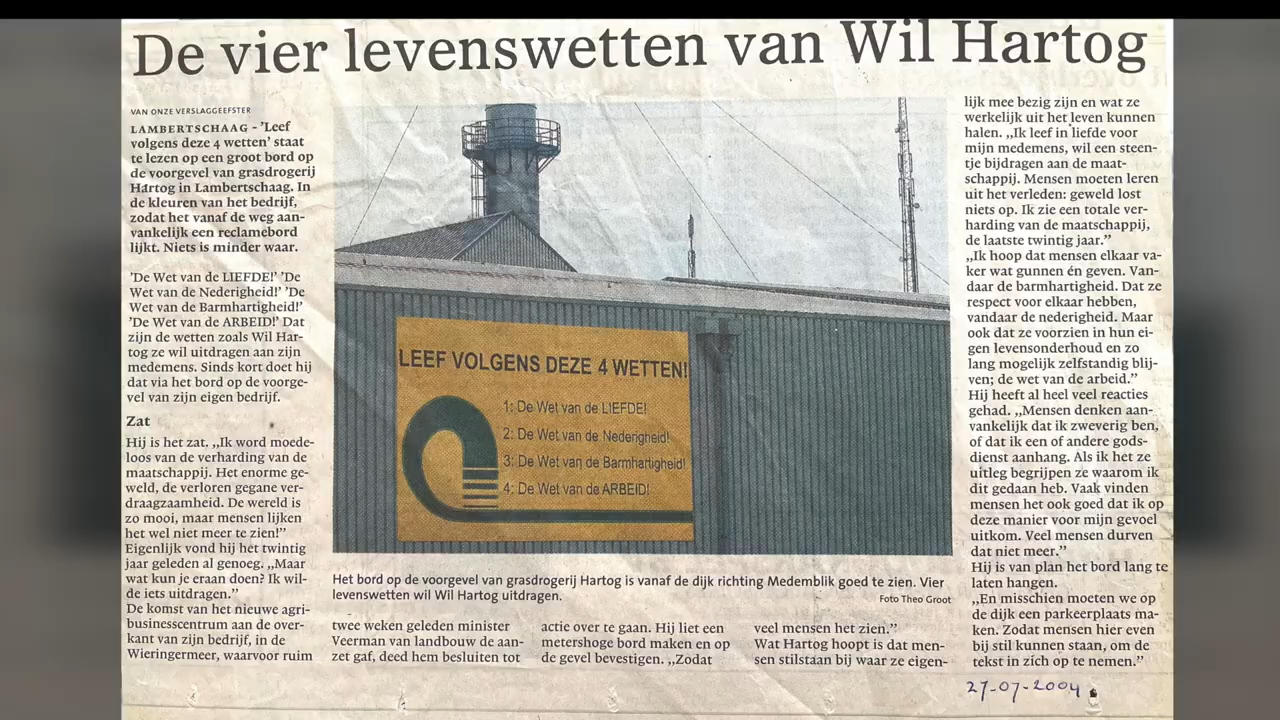 De vier levenswetten van Wil Hartog
VAN ONZE VERSLAGGEEFSTER
LAMBERTSCHAAG – 'Leef
volgens deze 4 wetten' staat
te lezen op een groot bord op
de voorgevel van grasdrogerij
Hartog in Lambertschaag. In
de kleuren van het bedrijf,
zodat het vanaf de weg aan-
vankelijk een reclamebord
lijkt. Niets is minder waar.
'De Wet van de LIEFDE!' 'De
Wet van de Nederigheid!' 'De
Wet van de Barmhartigheid!'
'De Wet van de ARBEID!' Dat
zijn de wetten zoals Wil Har-
tog ze wil uitdragen aan zijn
medemens. Sinds kort doet hij
dat via het bord op de voorge-
vel van zijn eigen bedrijf.
Zat
Hij is het zat. „Ik word moede-
loos van de verharding van de
maatschappij. Het enorme ge-
weld, de verloren gegane ver-
draagzaamheid. De wereld is
zo mooi, maar mensen lijken
het wel niet meer te zien!”
Eigenlijk vond hij het twintig
jaar geleden al genoeg. „Maar
wat kun je eraan doen? Ik wil-
de iets uitdragen.”
De komst van het nieuwe agri-
businesscentrum aan de over-
kant van zijn bedrijf, in de
Wieringermeer, waarvoor ruim
LEEF VOLGENS DEZE 4 WETTEN!
1: De Wet van de LIEFDE!
2: De Wet van de Nederigheid!
3: De Wet van de Barmhartigheid!
4: De Wet van de ARBEID!
Het bord op de voorgevel van grasdrogerij Hartog is vanaf de dijk richting Medemblik goed te zien. Vier
levenswetten wil Wil Hartog uitdragen.
Foto Theo Groot
twee weken geleden minister
Veerman van landbouw de aan-
zet gaf, deed hem besluiten tot
actie over te gaan. Hij liet een
metershoge bord maken en op
de gevel bevestigen. „Zodat
veel mensen het zien.”
Wat Hartog hoopt is dat men-
sen stilstaan bij waar ze eigen-
lijk mee bezig zijn en wat ze
werkelijk uit het leven kunnen
halen. „Ik leef in liefde voor
mijn medemens, wil een steen-
tje bijdragen aan de maat-
schappij. Mensen moeten leren
uit het verleden: geweld lost
niets op. Ik zie een totale ver-
harding van de maatschappij,
de laatste twintig jaar.”
„Ik hoop dat mensen elkaar va-
ker wat gunnen én geven. Van-
daar de barmhartigheid. Dat ze
respect voor elkaar hebben,
vandaar de nederigheid. Maar
ook dat ze voorzien in hun ei-
gen levensonderhoud en zo
lang mogelijk zelfstandig blij-
ven; de wet van de arbeid.”
Hij heeft al heel veel reacties
gehad. „Mensen denken aan-
vankelijk dat ik zweverig ben,
of dat ik een of andere gods-
dienst aanhang. Als ik het ze
uitleg begrijpen ze waarom ik
dit gedaan heb. Vaak vinden
mensen het ook goed dat ik op
deze manier voor mijn gevoel
uitkom. Veel mensen durven
dat niet meer.”
Hij is van plan het bord lang te
laten hangen.
„En misschien moeten we op
de dijk een parkeerplaats ma-
ken. Zodat mensen hier even
bij stil kunnen staan, om de
tekst in zich op te nemen.”
27-07-2004.